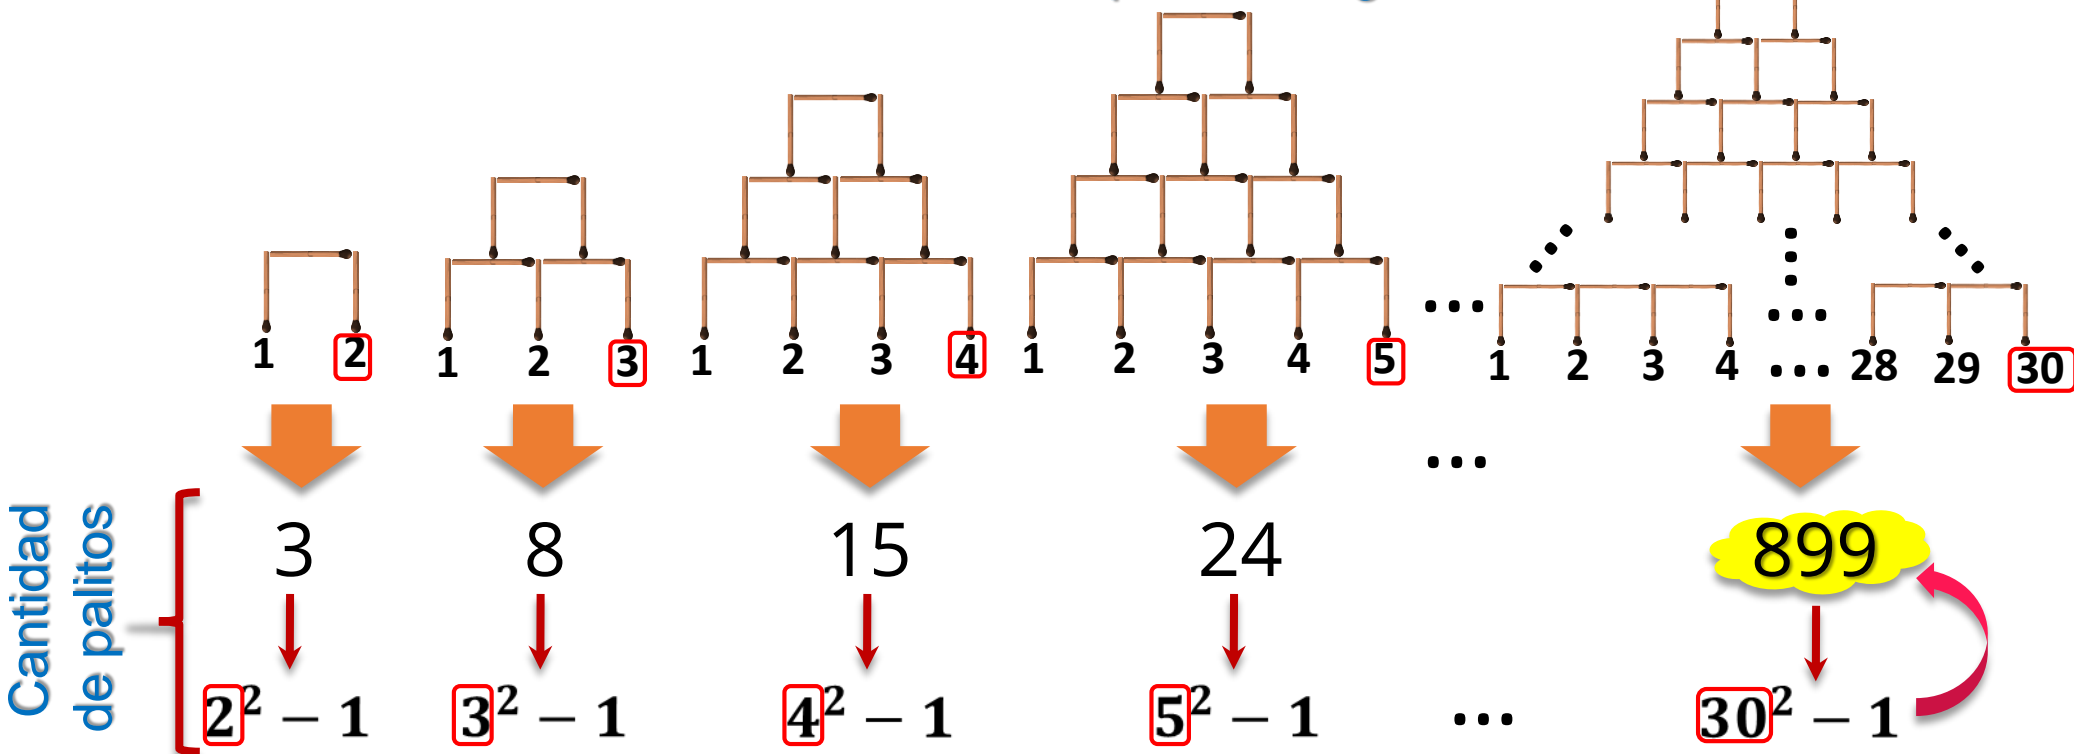 1 2 1 2 3 1 2 3 4 1 2 3 4 5 ... 1 2 3 4 ... 28 29 30
...
Cantidad
de palitos
3 8 15 24 899
2² − 1 3² − 1 4² − 1 5² − 1 ... 30² − 1